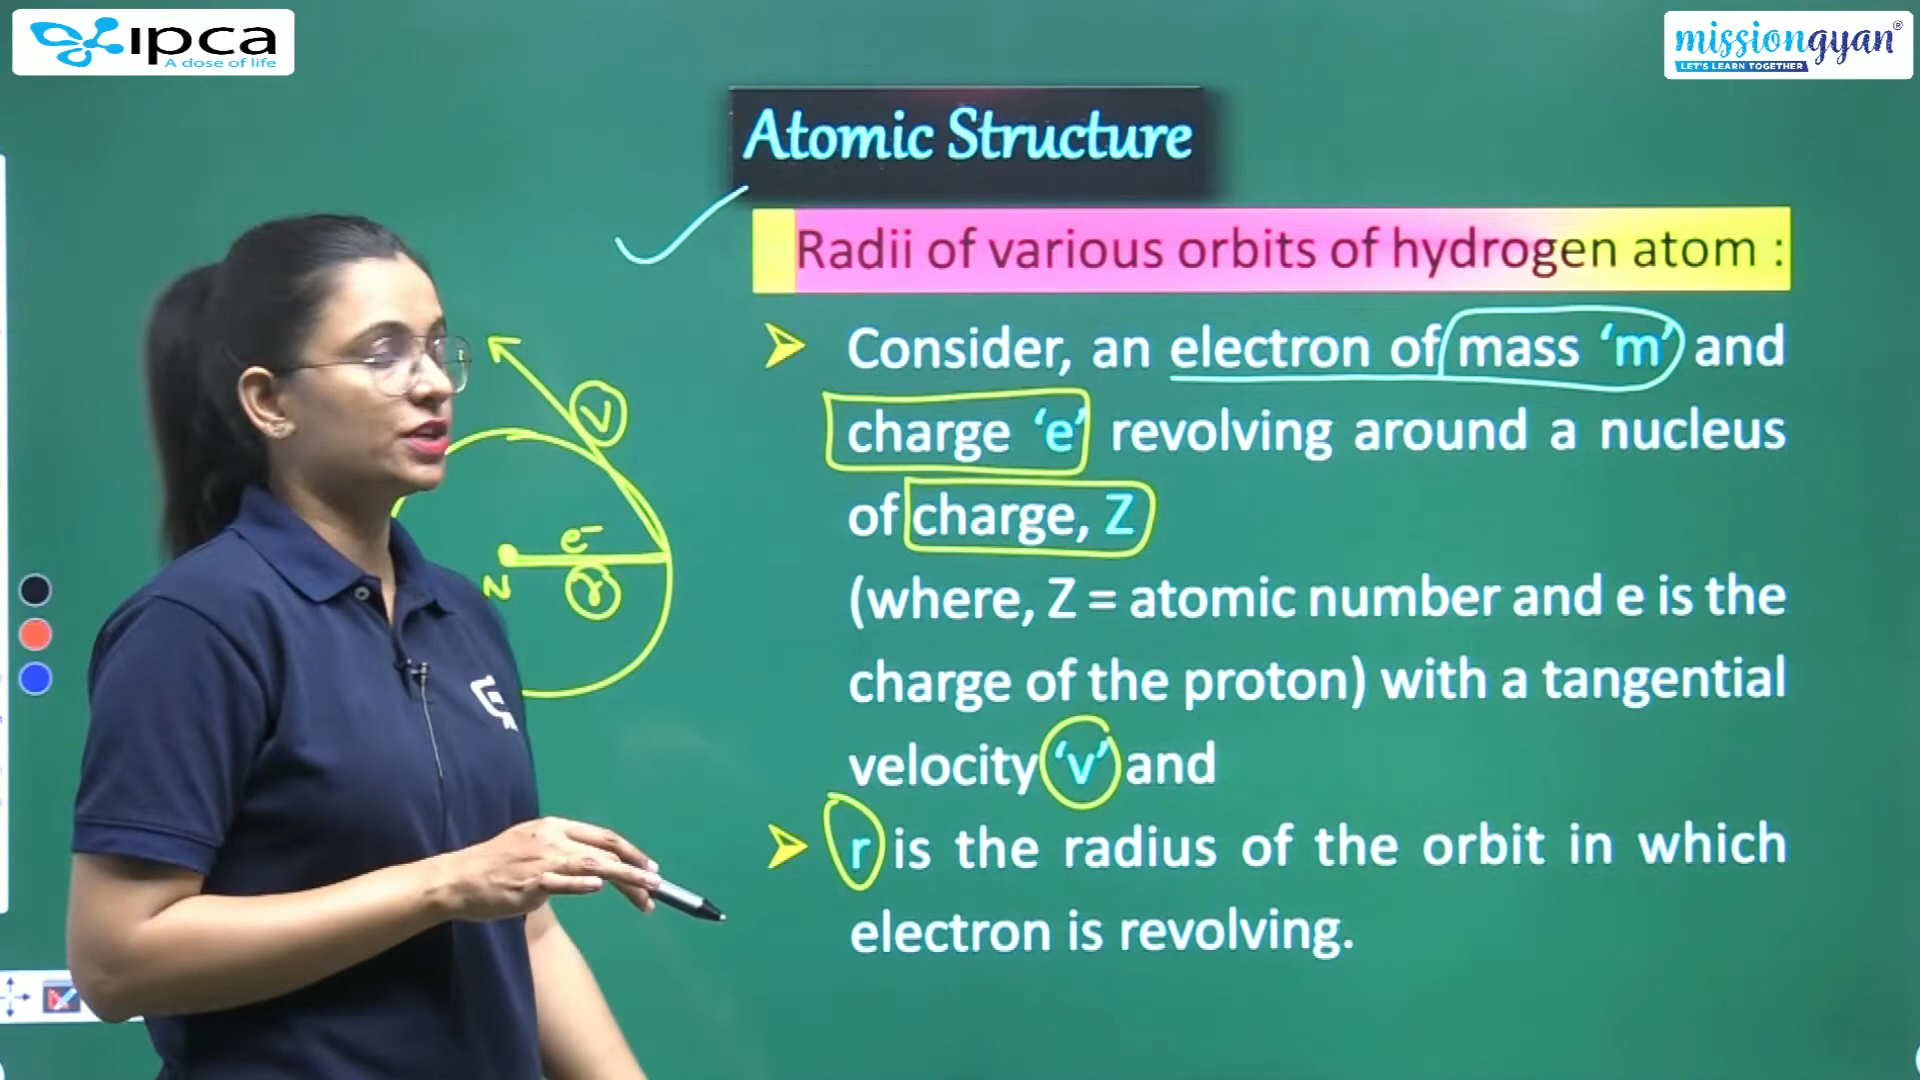 ipca
A dose of life
missiongyan®
LET'S LEARN TOGETHER
Atomic Structure
Radii of various orbits of hydrogen atom :
Consider, an electron of mass ‘m’ and
charge ‘e’ revolving around a nucleus
of charge, Z
(where, Z = atomic number and e is the
charge of the proton) with a tangential
velocity ‘v’ and
r is the radius of the orbit in which
electron is revolving.
v
e-
r
Z